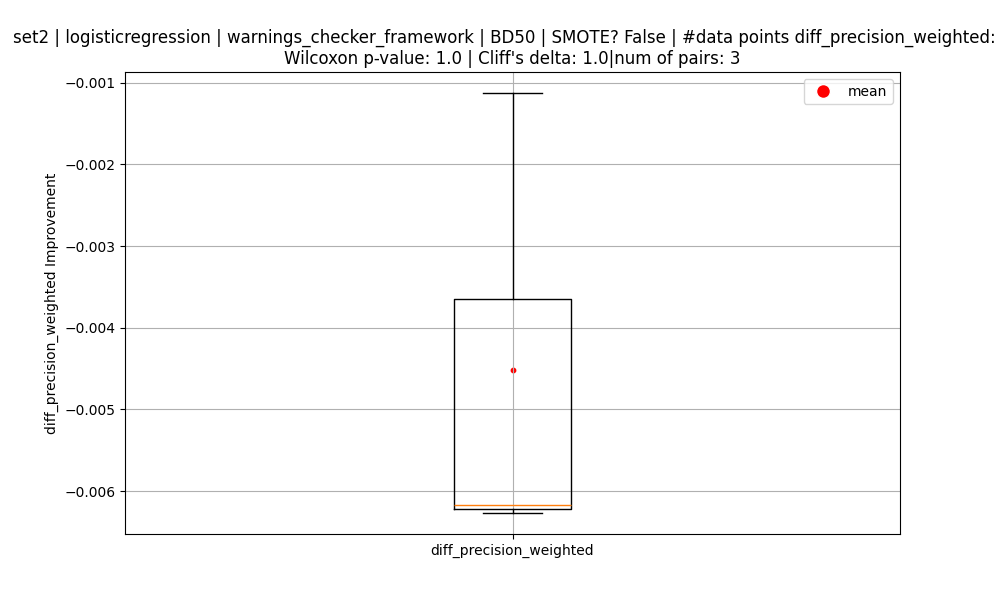 set2 | logisticregression | warnings_checker_framework | BD50 | SMOTE? False | #data points diff_precision_weighted:
Wilcoxon p-value: 1.0 | Cliff's delta: 1.0|num of pairs: 3
mean
−0.001
−0.002
−0.003
−0.004
−0.005
−0.006
diff_precision_weighted Improvement
diff_precision_weighted